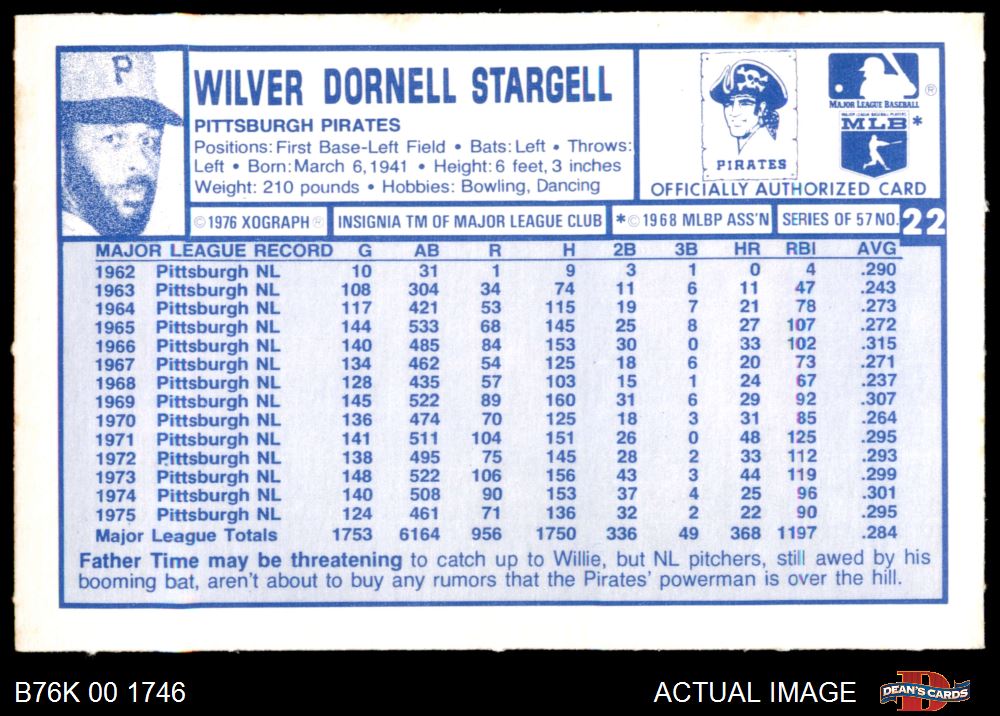 P
WILVER DORNELL STARGELL
PITTSBURGH PIRATES
Positions: First Base-Left Field • Bats: Left • Throws:
Left • Born: March 6, 1941 • Height: 6 feet, 3 inches
Weight: 210 pounds • Hobbies: Bowling, Dancing
PIRATES
MAJOR LEAGUE BASEBALL ®
MAJOR LEAGUE BASEBALL PLAYERS
MLB *
OFFICIALLY AUTHORIZED CARD
©1976 XOGRAPH® INSIGNIA TM OF MAJOR LEAGUE CLUB *©1968 MLBP ASS'N SERIES OF 57 NO. 22
MAJOR LEAGUE RECORD G AB R H 2B 3B HR RBI AVG
1962 Pittsburgh NL 10 31 1 9 3 1 0 4 .290
1963 Pittsburgh NL 108 304 34 74 11 6 11 47 .243
1964 Pittsburgh NL 117 421 53 115 19 7 21 78 .273
1965 Pittsburgh NL 144 533 68 145 25 8 27 107 .272
1966 Pittsburgh NL 140 485 84 153 30 0 33 102 .315
1967 Pittsburgh NL 134 462 54 125 18 6 20 73 .271
1968 Pittsburgh NL 128 435 57 103 15 1 24 67 .237
1969 Pittsburgh NL 145 522 89 160 31 6 29 92 .307
1970 Pittsburgh NL 136 474 70 125 18 3 31 85 .264
1971 Pittsburgh NL 141 511 104 151 26 0 48 125 .295
1972 Pittsburgh NL 138 495 75 145 28 2 33 112 .293
1973 Pittsburgh NL 148 522 106 156 43 3 44 119 .299
1974 Pittsburgh NL 140 508 90 153 37 4 25 96 .301
1975 Pittsburgh NL 124 461 71 136 32 2 22 90 .295
Major League Totals 1753 6164 956 1750 336 49 368 1197 .284
Father Time may be threatening to catch up to Willie, but NL pitchers, still awed by his
booming bat, aren't about to buy any rumors that the Pirates' powerman is over the hill.
B76K 00 1746
ACTUAL IMAGE
DEAN'S CARDS